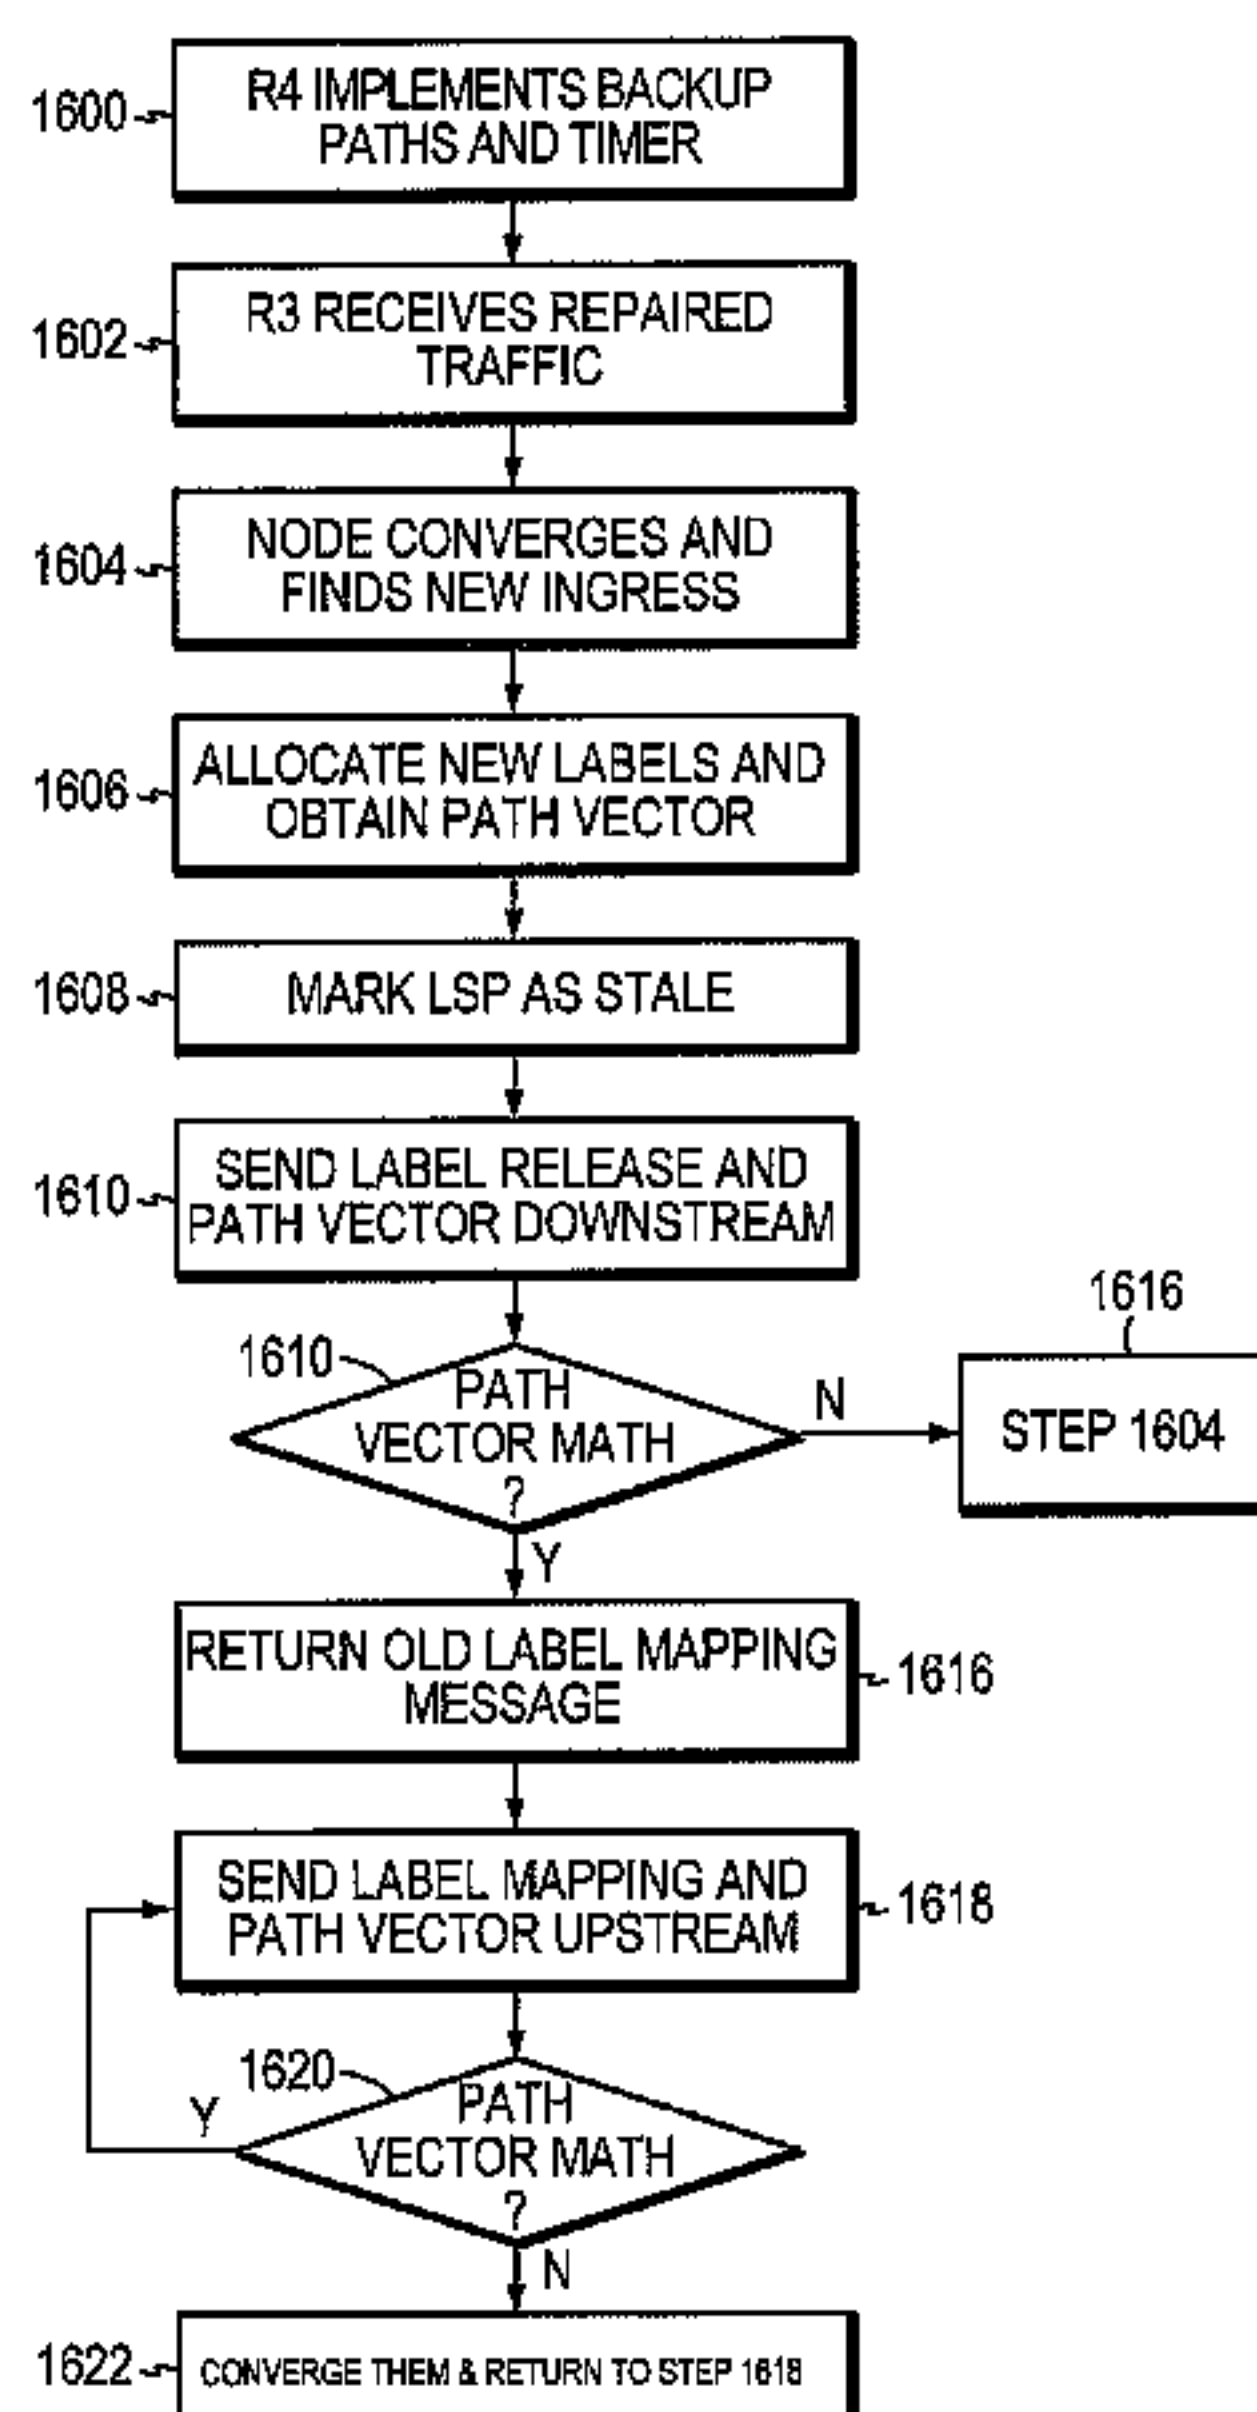 1600
R4 IMPLEMENTS BACKUP
PATHS AND TIMER
1602
R3 RECEIVES REPAIRED
TRAFFIC
1604
NODE CONVERGES AND
FINDS NEW INGRESS
1606
ALLOCATE NEW LABELS AND
OBTAIN PATH VECTOR
1608
MARK LSP AS STALE
1610
SEND LABEL RELEASE AND
PATH VECTOR DOWNSTREAM
1610
PATH
VECTOR MATH
?
N
1616
STEP 1604
Y
RETURN OLD LABEL MAPPING
MESSAGE
1616
SEND LABEL MAPPING AND
PATH VECTOR UPSTREAM
1618
1620
Y
PATH
VECTOR MATH
?
N
1622
CONVERGE THEM & RETURN TO STEP 1618